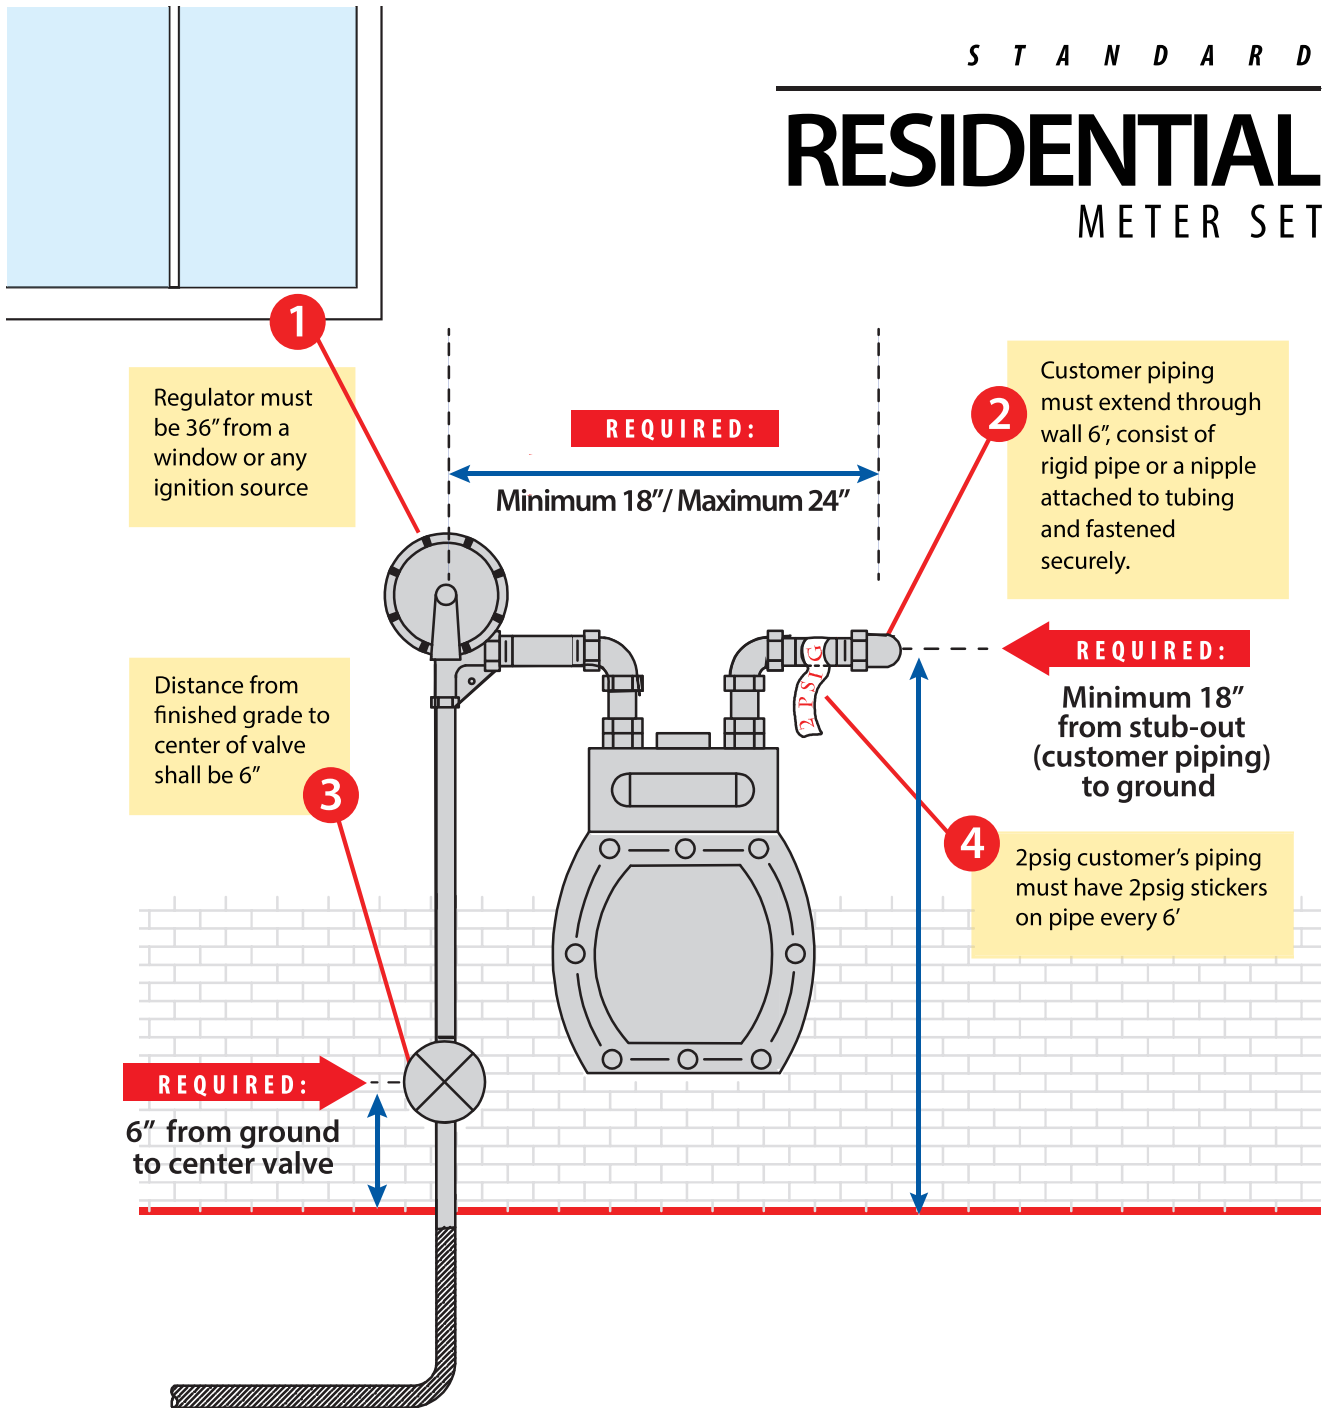 STANDARD
RESIDENTIAL
METER SET
1
Regulator must
be 36” from a
window or any
ignition source
REQUIRED:
Minimum 18”/ Maximum 24”
2
Customer piping
must extend through
wall 6”, consist of
rigid pipe or a nipple
attached to tubing
and fastened
securely.
REQUIRED:
Minimum 18”
from stub-out
(customer piping)
to ground
2 PSIG
Distance from
finished grade to
center of valve
shall be 6”
3
4
2psig customer’s piping
must have 2psig stickers
on pipe every 6’
REQUIRED:
6” from ground
to center valve